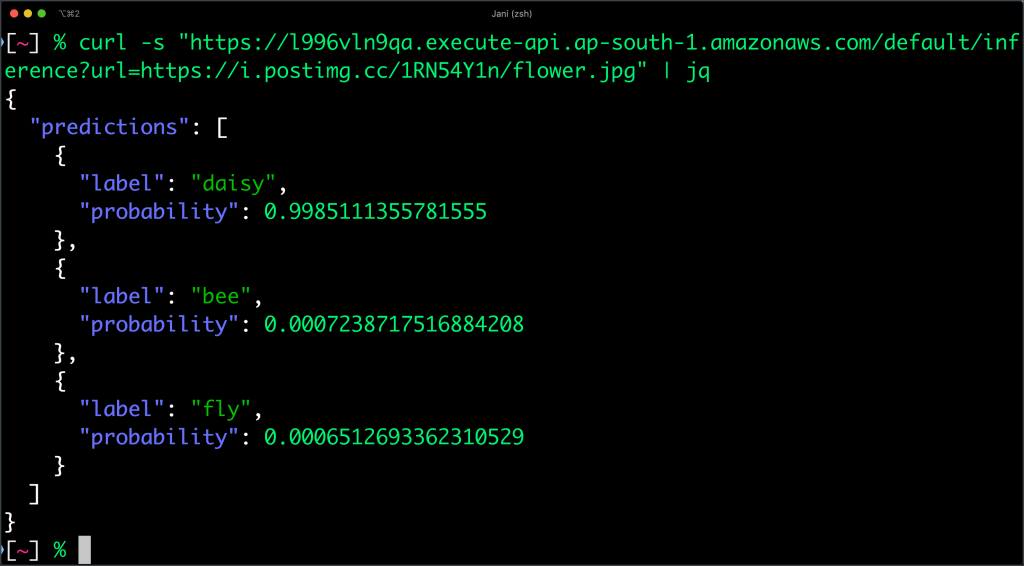 ⌥⌘2 Jani (zsh)
[~] % curl -s "https://l996vln9qa.execute-api.ap-south-1.amazonaws.com/default/inf
erence?url=https://i.postimg.cc/1RN54Y1n/flower.jpg" | jq
{
  "predictions": [
    {
      "label": "daisy",
      "probability": 0.9985111355781555
    },
    {
      "label": "bee",
      "probability": 0.0007238717516884208
    },
    {
      "label": "fly",
      "probability": 0.0006512693362310529
    }
  ]
}
[~] %